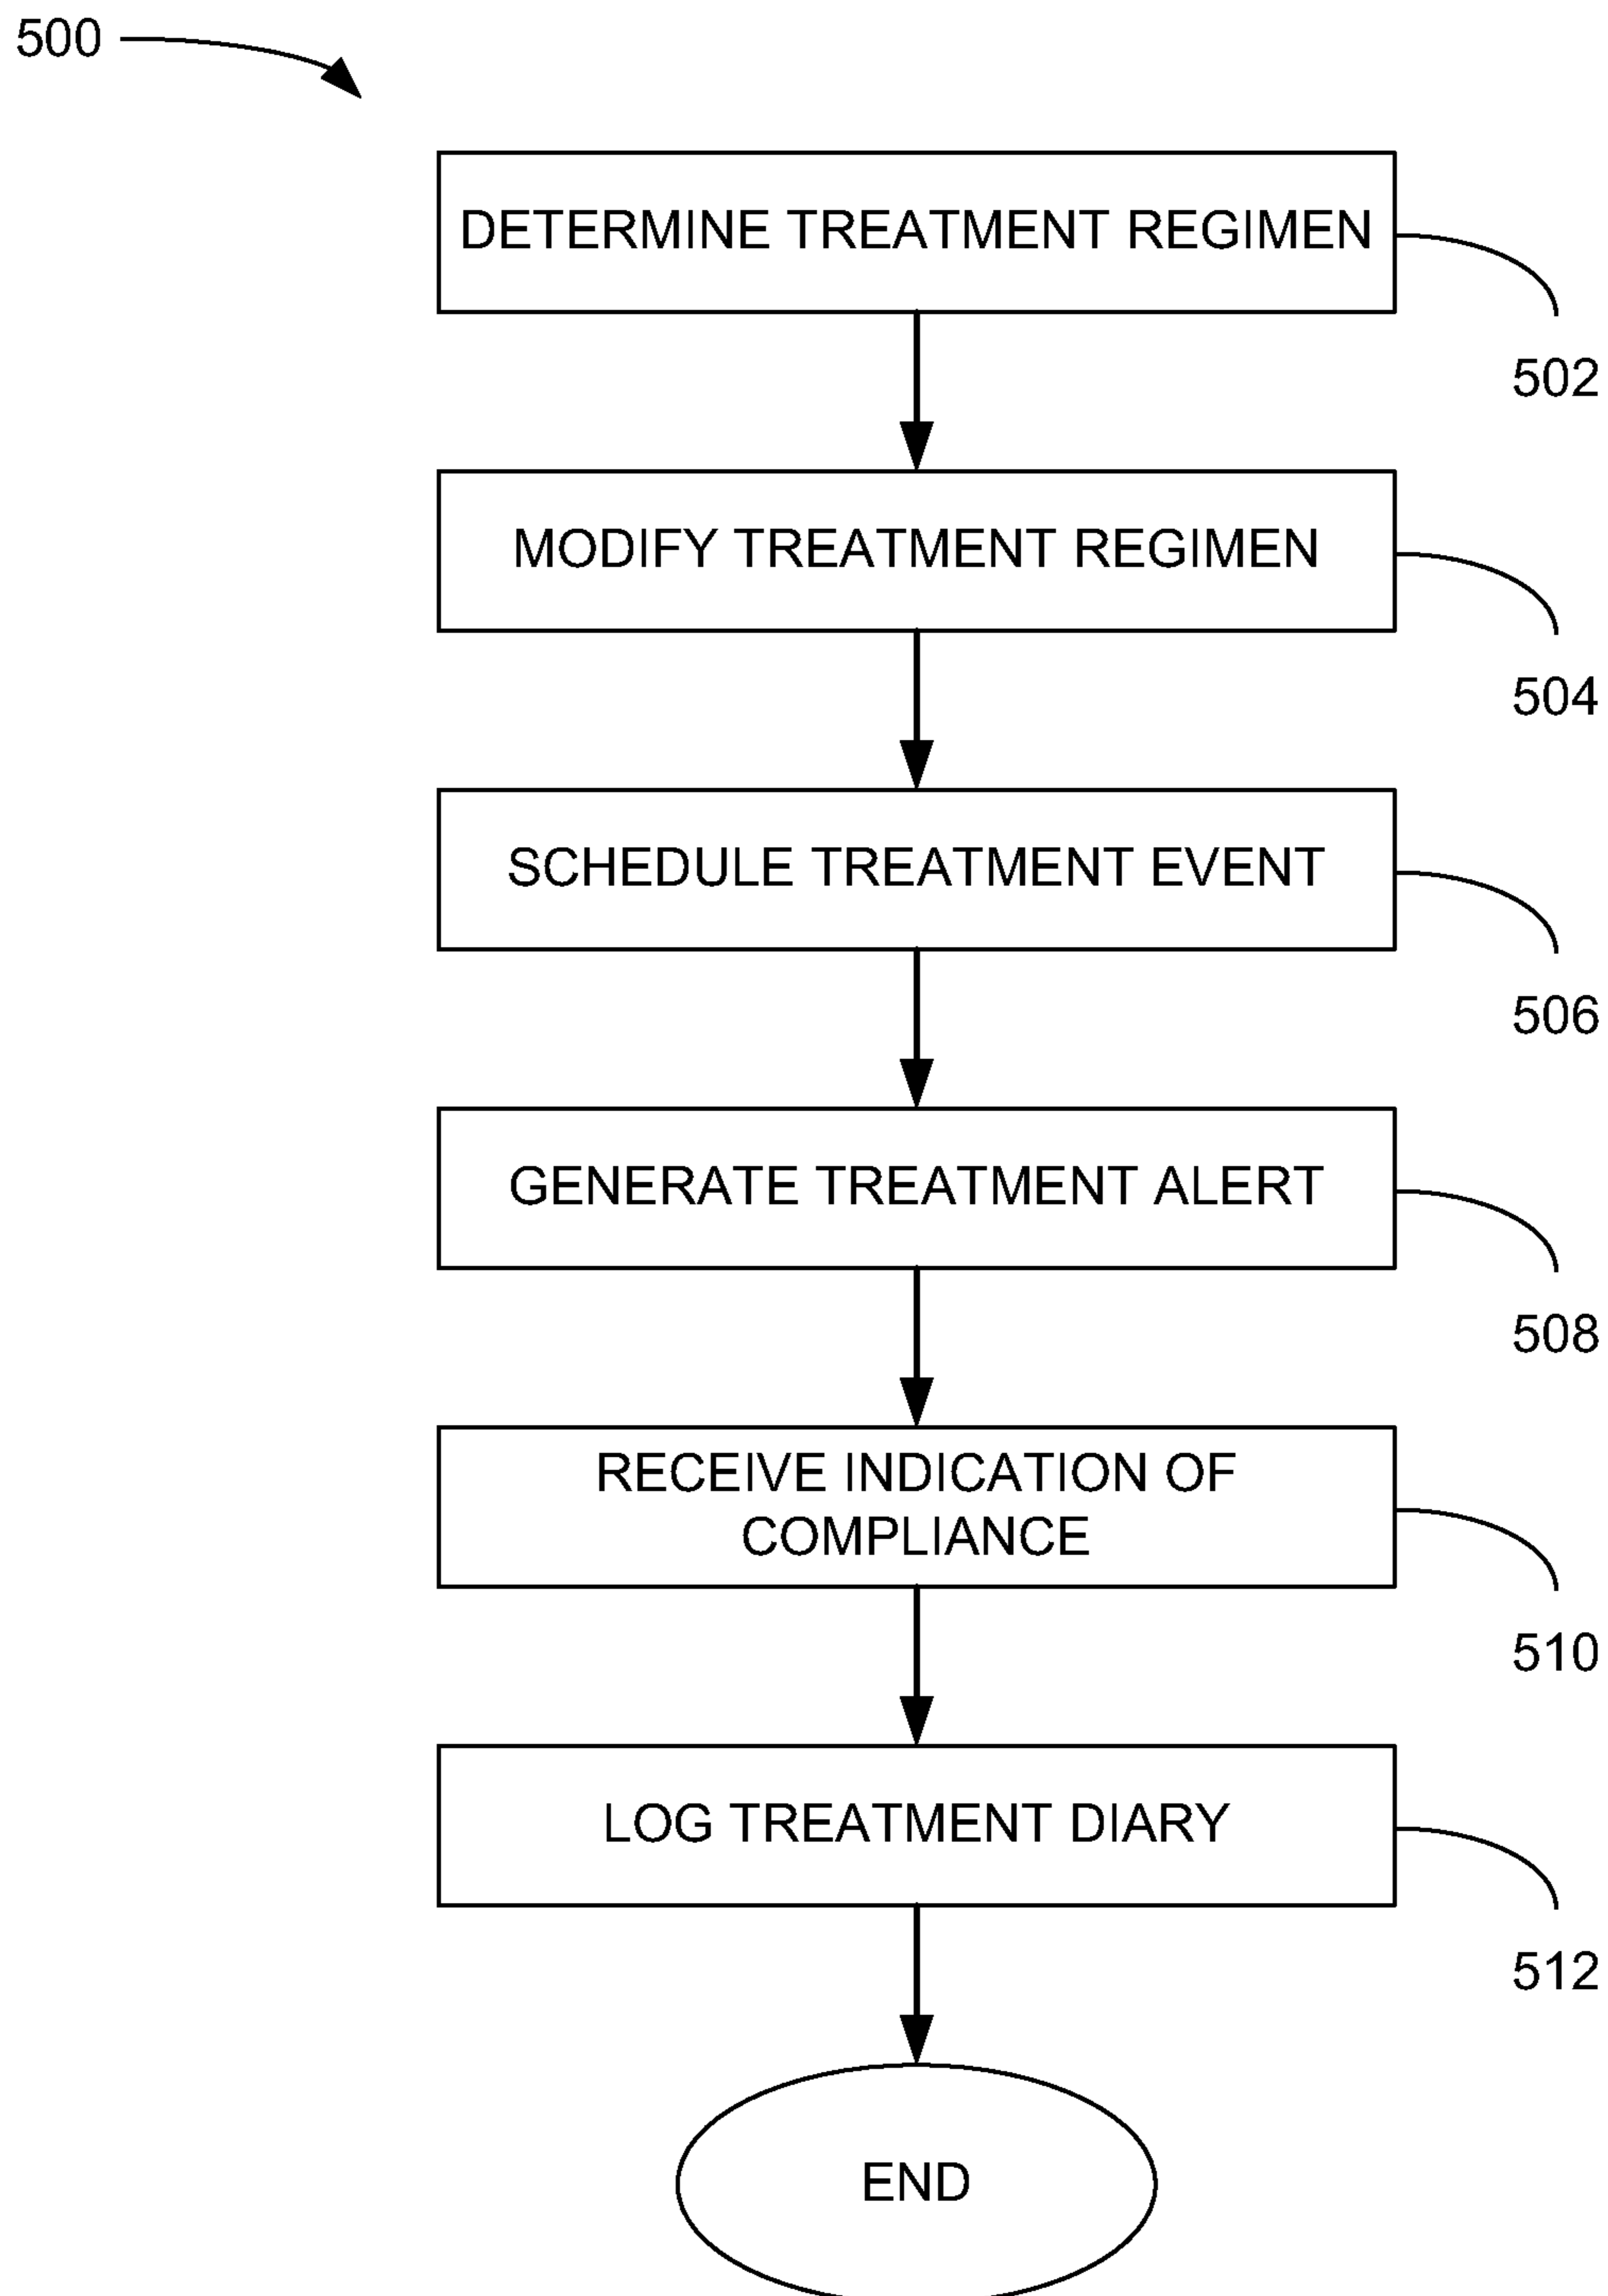 500
DETERMINE TREATMENT REGIMEN
502
MODIFY TREATMENT REGIMEN
504
SCHEDULE TREATMENT EVENT
506
GENERATE TREATMENT ALERT
508
RECEIVE INDICATION OF
COMPLIANCE
510
LOG TREATMENT DIARY
512
END